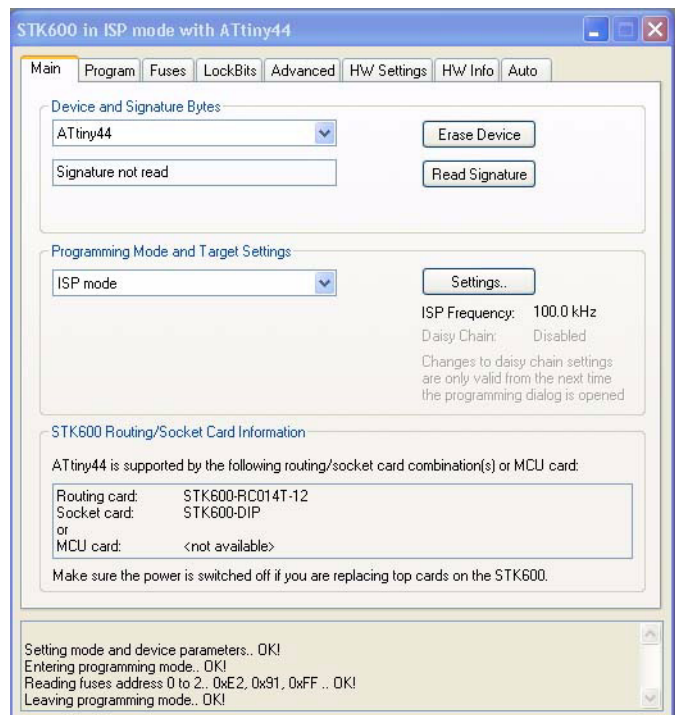 STK600 in ISP mode with ATtiny44
Main Program Fuses LockBits Advanced HW Settings HW Info Auto
Device and Signature Bytes
ATtiny44
Erase Device
Signature not read
Read Signature
Programming Mode and Target Settings
ISP mode
Settings..
ISP Frequency: 100.0 kHz
Daisy Chain: Disabled
Changes to daisy chain settings
are only valid from the next time
the programming dialog is opened
STK600 Routing/Socket Card Information
ATtiny44 is supported by the following routing/socket card combination(s) or MCU card:
Routing card: STK600-RC014T-12
Socket card: STK600-DIP
or
MCU card: <not available>
Make sure the power is switched off if you are replacing top cards on the STK600.
Setting mode and device parameters.. OK!
Entering programming mode.. OK!
Reading fuses address 0 to 2.. 0xE2, 0x91, 0xFF .. OK!
Leaving programming mode.. OK!